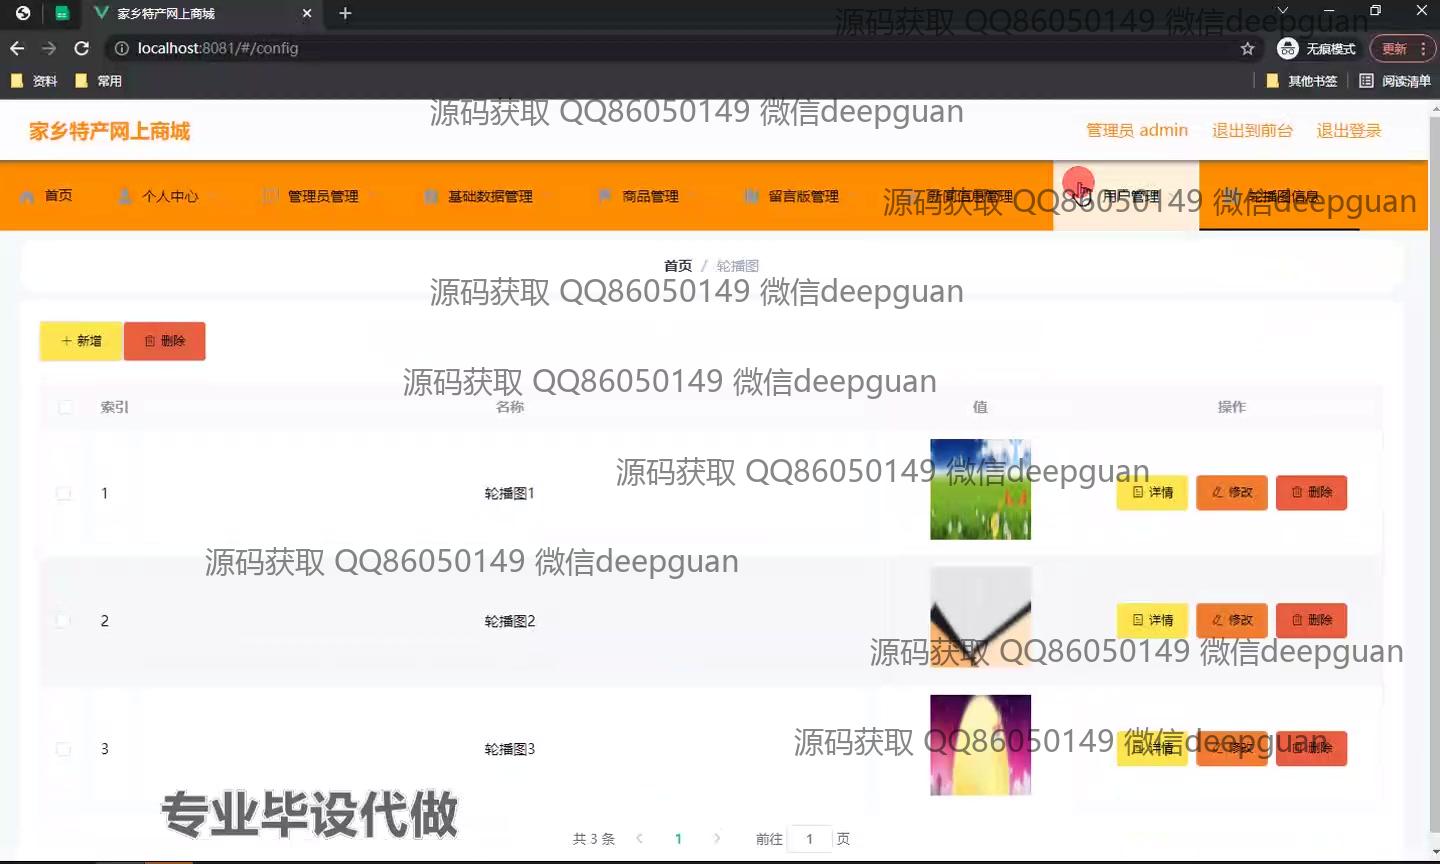 家乡特产网上商城
源码获取 QQ86050149 微信deepguan
localhost:8081/#/config
无痕模式
更新
资料
常用
其他书签
阅读清单
源码获取 QQ86050149 微信deepguan
家乡特产网上商城
管理员 admin
退出到前台
退出登录
首页
个人中心
管理员管理
基础数据管理
商品管理
留言版管理
新闻信息管理
用户管理
轮播图信息
源码获取 QQ86050149 微信deepguan
首页 / 轮播图
源码获取 QQ86050149 微信deepguan
新增
删除
源码获取 QQ86050149 微信deepguan
索引 名称 值 操作
源码获取 QQ86050149 微信deepguan
1 轮播图1 详情 修改 删除
源码获取 QQ86050149 微信deepguan
2 轮播图2 详情 修改 删除
源码获取 QQ86050149 微信deepguan
源码获取 QQ86050149 微信deepguan
3 轮播图3 详情 修改 删除
专业毕设代做
共 3 条 1 前往 1 页